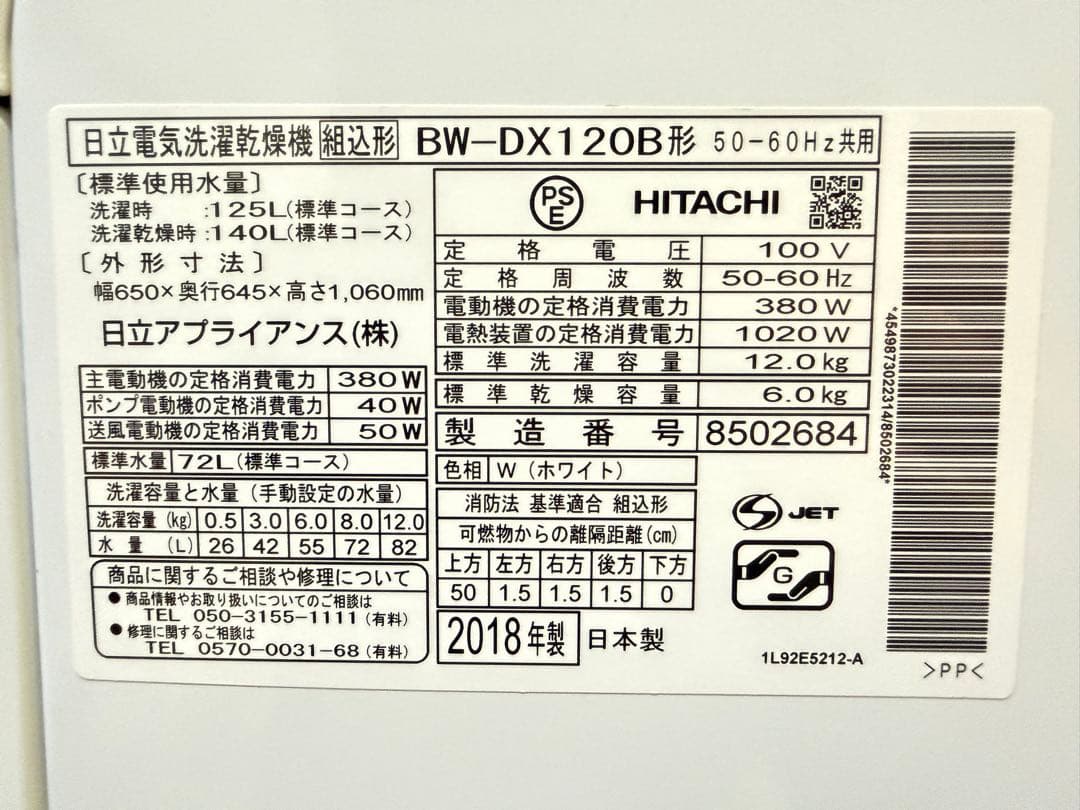 日立電気洗濯乾燥機 組込形 BW-DX120B形 50-60Hz共用
〔標準使用水量〕
洗濯時 :125L(標準コース)
洗濯乾燥時:140L(標準コース)
〔外形寸法〕
幅650×奥行645×高さ1,060mm
日立アプライアンス(株)
主電動機の定格消費電力 380W
ポンプ電動機の定格消費電力 40W
送風電動機の定格消費電力 50W
標準水量 72L(標準コース)
洗濯容量と水量(手動設定の水量)
洗濯容量(kg) 0.5 3.0 6.0 8.0 12.0
水量(L) 26 42 55 72 82
商品に関するご相談や修理について
●商品情報やお取り扱いについてのご相談は
TEL 050-3155-1111(有料)
●修理に関するご相談は
TEL 0570-0031-68(有料)
PSE HITACHI
定格電圧 100V
定格周波数 50-60Hz
電動機の定格消費電力 380W
電熱装置の定格消費電力 1020W
標準洗濯容量 12.0kg
標準乾燥容量 6.0kg
製造番号 8502684
色相 W(ホワイト)
消防法 基準適合 組込形
可燃物からの離隔距離(cm)
上方 左方 右方 後方 下方
50 1.5 1.5 1.5 0
2018年製 日本製
S JET
G
1L92E5212-A
*4549873022314/8502684*
>PP<